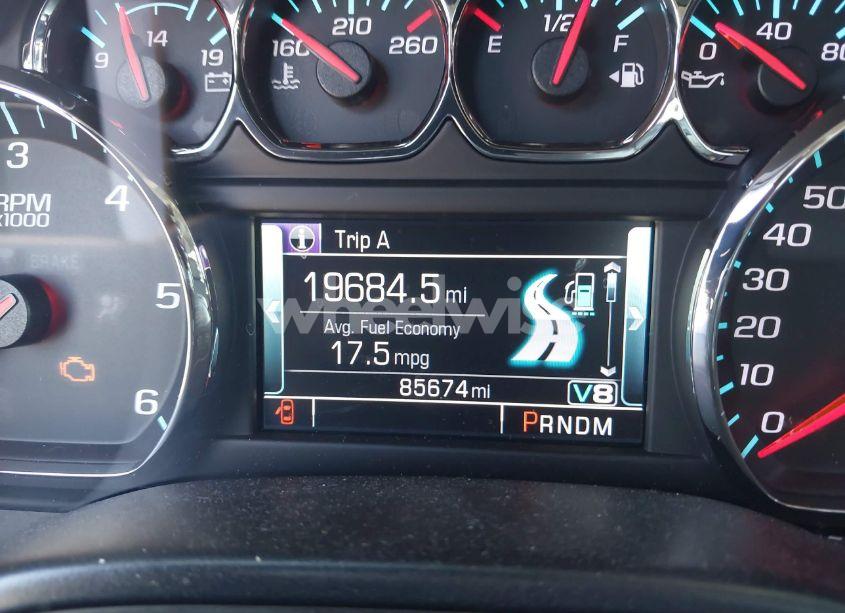 9 14 19
160 210 260
E 1/2 F
0 40 80
3
4
5
6
RPM
x1000
BRAKE
Trip A
19684.5 mi
Avg. Fuel Economy
17.5 mpg
85674 mi
V8
PRNDM
50
40
30
20
10
0
wheelwise